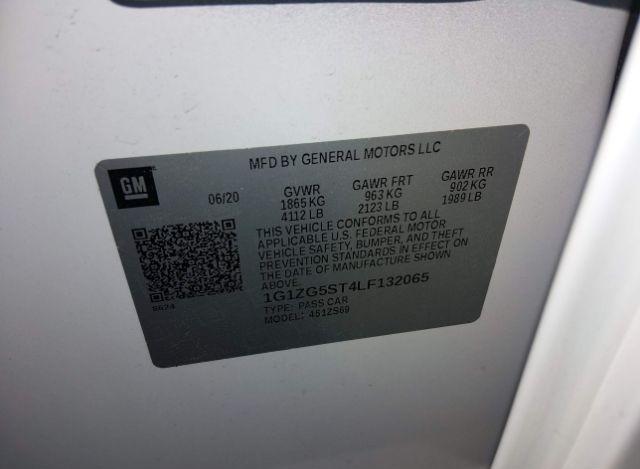 MFD BY GENERAL MOTORS LLC
GM
06/20
GVWR GAWR FRT GAWR RR
1865 KG 963 KG 902 KG
4112 LB 2123 LB 1989 LB
THIS VEHICLE CONFORMS TO ALL
APPLICABLE U.S. FEDERAL MOTOR
VEHICLE SAFETY, BUMPER, AND THEFT
PREVENTION STANDARDS IN EFFECT ON
THE DATE OF MANUFACTURE SHOWN ABOVE.
1G1ZG5ST4LF132065
TYPE: PASS CAR
MODEL: 4512S69